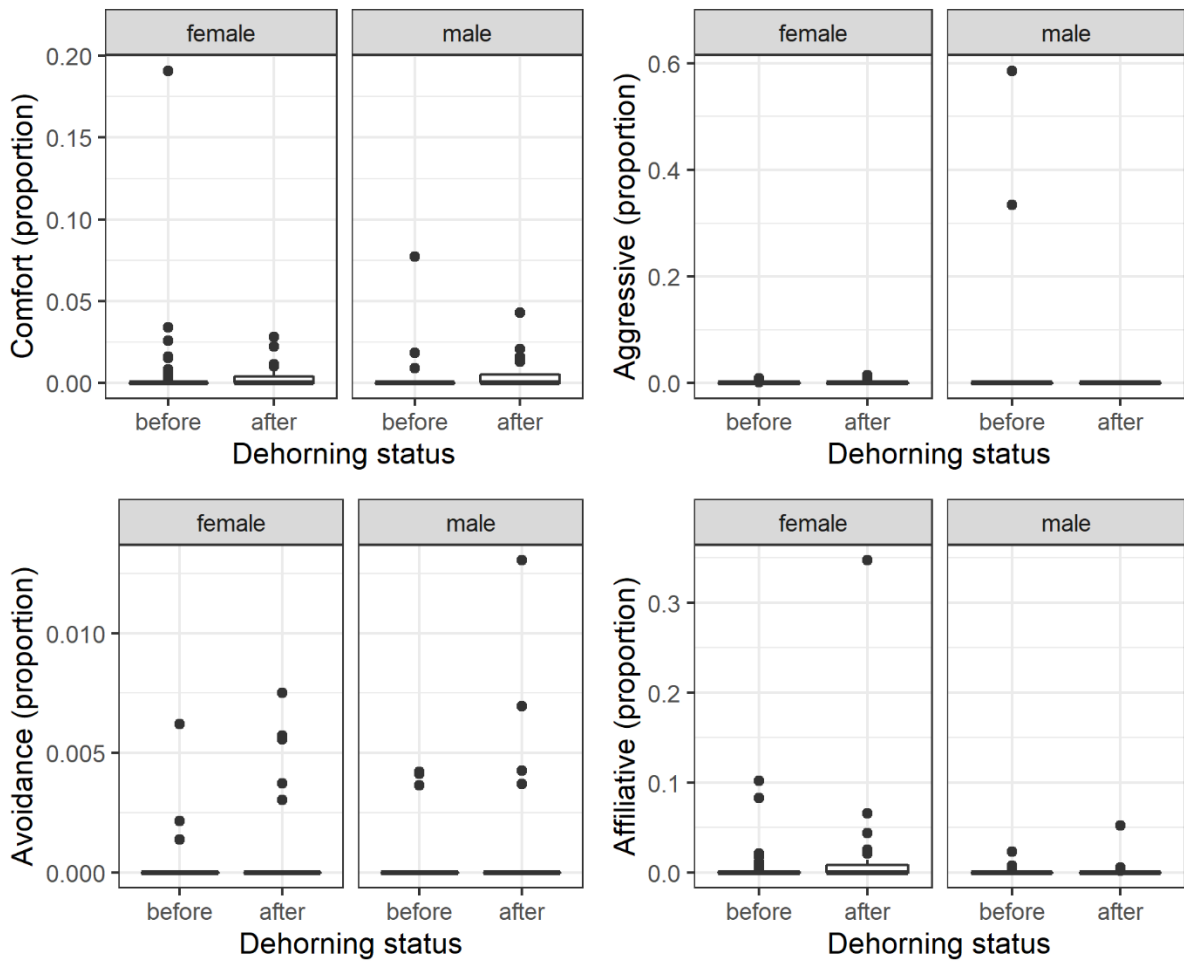 female male
Comfort (proportion)
0.20
0.15
0.10
0.05
0.00
before after before after
Dehorning status
female male
Aggressive (proportion)
0.6
0.4
0.2
0.0
before after before after
Dehorning status
female male
Avoidance (proportion)
0.010
0.005
0.000
before after before after
Dehorning status
female male
Affiliative (proportion)
0.3
0.2
0.1
0.0
before after before after
Dehorning status